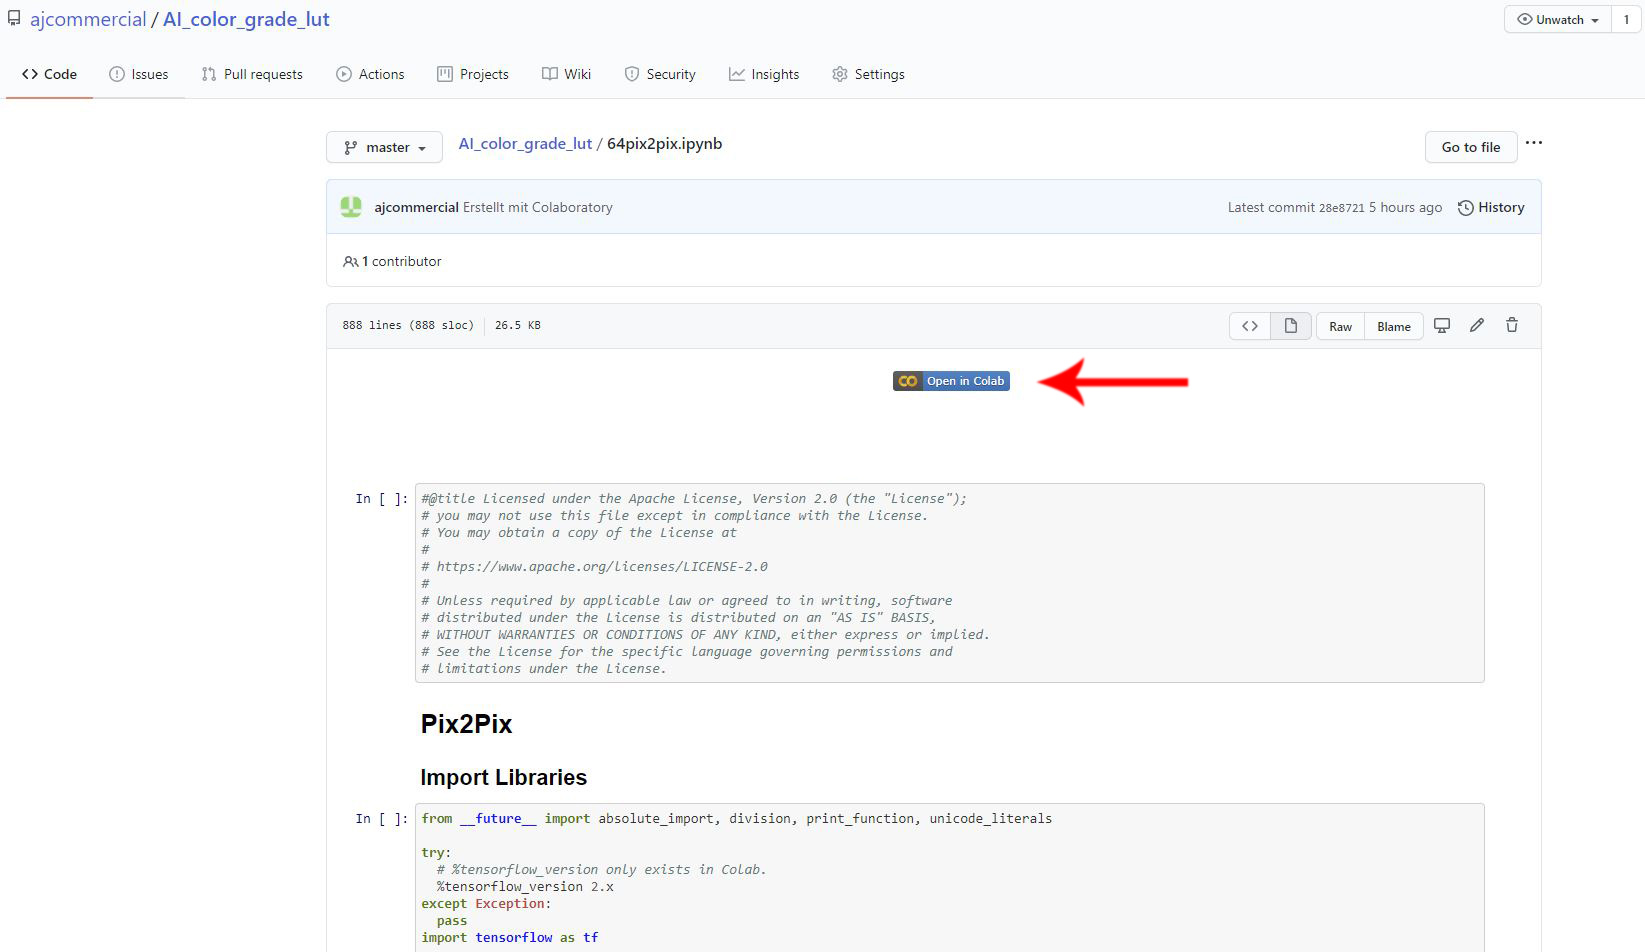 ajcommercial / AI_color_grade_lut
Unwatch 1
Code Issues Pull requests Actions Projects Wiki Security Insights Settings
master AI_color_grade_lut / 64pix2pix.ipynb Go to file ...
ajcommercial Erstellt mit Colaboratory Latest commit 28e8721 5 hours ago History
1 contributor
888 lines (888 sloc) 26.5 KB <> Raw Blame
Open in Colab
In [ ]: #@title Licensed under the Apache License, Version 2.0 (the "License");
# you may not use this file except in compliance with the License.
# You may obtain a copy of the License at
#
# https://www.apache.org/licenses/LICENSE-2.0
#
# Unless required by applicable law or agreed to in writing, software
# distributed under the License is distributed on an "AS IS" BASIS,
# WITHOUT WARRANTIES OR CONDITIONS OF ANY KIND, either express or implied.
# See the License for the specific language governing permissions and
# limitations under the License.
Pix2Pix
Import Libraries
In [ ]: from __future__ import absolute_import, division, print_function, unicode_literals
try:
# %tensorflow_version only exists in Colab.
%tensorflow_version 2.x
except Exception:
pass
import tensorflow as tf